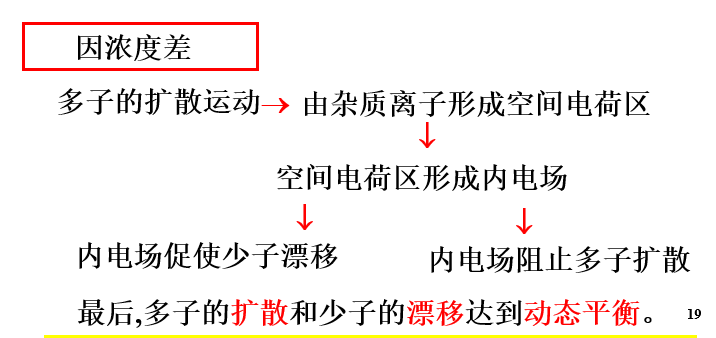 因浓度差
多子的扩散运动→由杂质离子形成空间电荷区
↓
空间电荷区形成内电场
↓ ↓
内电场促使少子漂移 内电场阻止多子扩散
最后,多子的扩散和少子的漂移达到动态平衡。 19